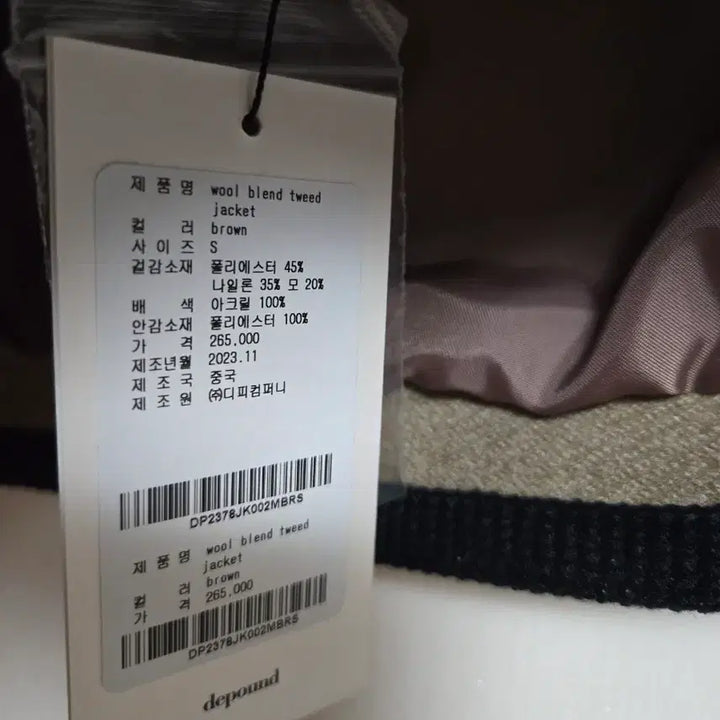 제 품 명 wool blend tweed
jacket
컬 러 brown
사 이 즈 S
겉감소재 폴리에스터 45%
나일론 35% 모 20%
배 색 아크릴 100%
안감소재 폴리에스터 100%
가 격 265,000
제조년월 2023.11
제 조 국 중국
제 조 원 ㈜디피컴퍼니
DP2378JK002MBRS
제 품 명 wool blend tweed
jacket
컬 러 brown
가 격 265,000
DP2378JK002MBRS
depound